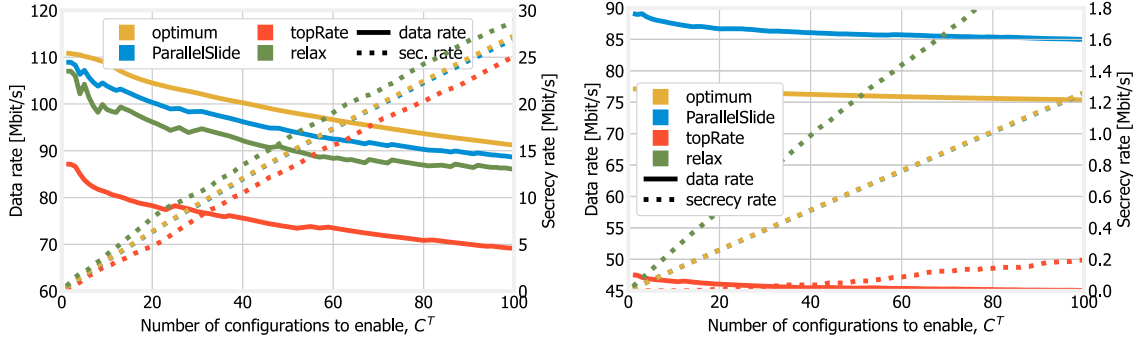 120
110
100
90
80
70
60
Data rate [Mbit/s]
optimum
ParallelSlide
topRate
relax
data rate
sec. rate
30
25
20
15
10
5
0
Secrecy rate [Mbit/s]
0
20
40
60
80
100
Number of configurations to enable, C^T
90
85
80
75
70
65
60
55
50
45
Data rate [Mbit/s]
optimum
ParallelSlide
topRate
relax
data rate
secrecy rate
1.8
1.6
1.4
1.2
1.0
0.8
0.6
0.4
0.2
0.0
Secrecy rate [Mbit/s]
0
20
40
60
80
100
Number of configurations to enable, C^T